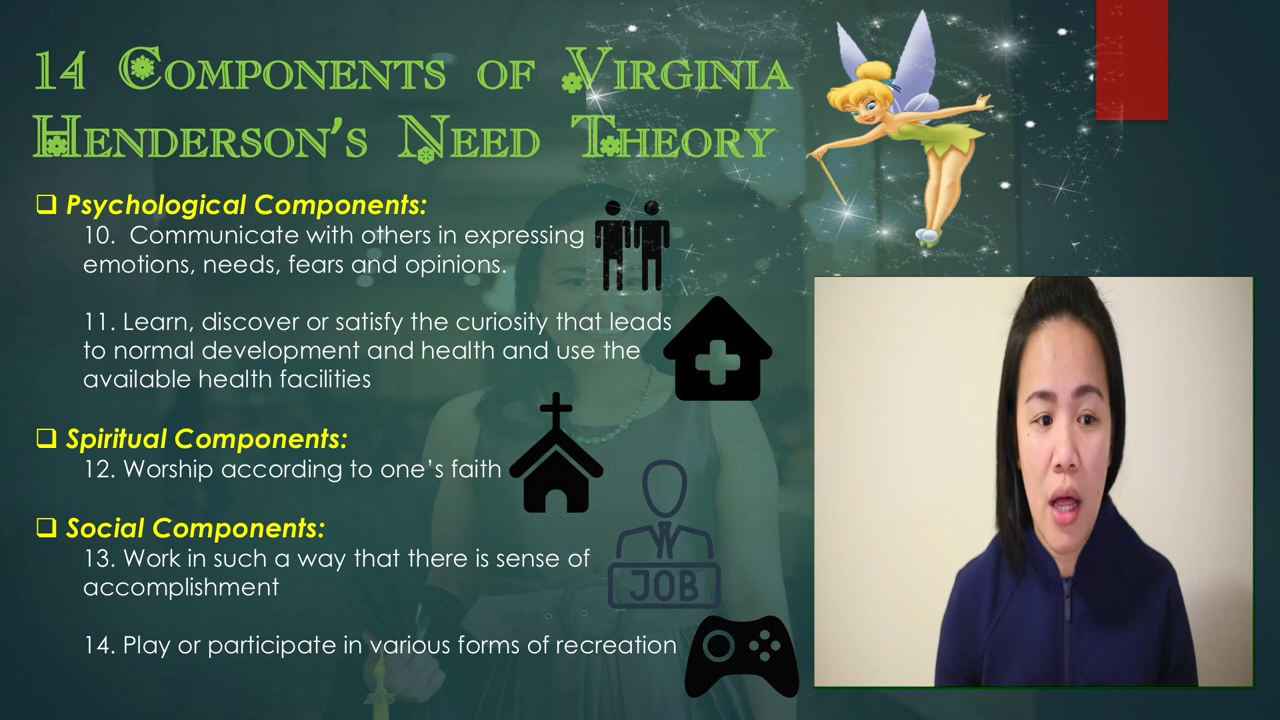 14 Components of Virginia
Henderson's Need Theory
Psychological Components:
10. Communicate with others in expressing
emotions, needs, fears and opinions.
11. Learn, discover or satisfy the curiosity that leads
to normal development and health and use the
available health facilities
Spiritual Components:
12. Worship according to one's faith
Social Components:
13. Work in such a way that there is sense of
accomplishment
JOB
14. Play or participate in various forms of recreation